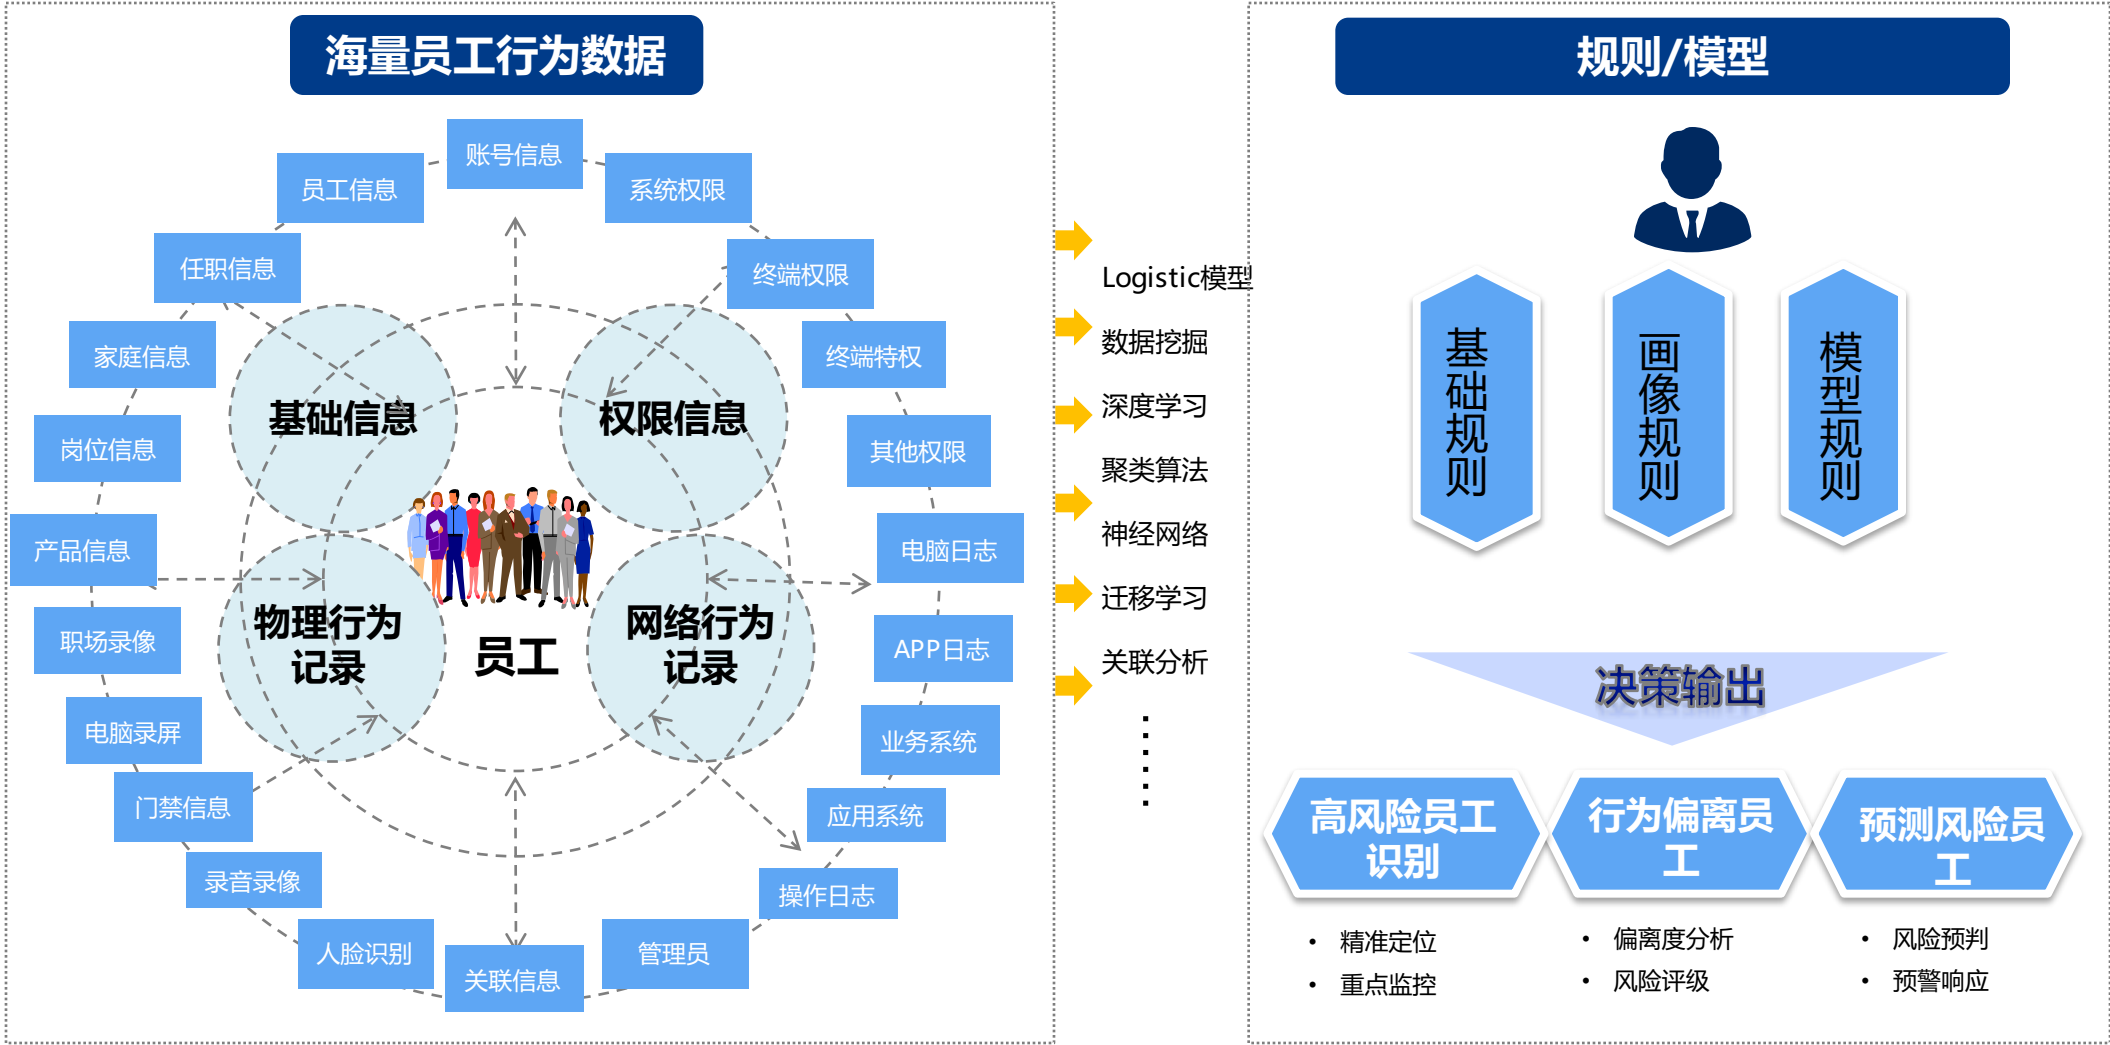 海量员工行为数据
账号信息
员工信息
系统权限
任职信息
终端权限
家庭信息
终端特权
岗位信息
其他权限
产品信息
电脑日志
职场录像
APP日志
电脑录屏
业务系统
门禁信息
应用系统
录音录像
操作日志
人脸识别
管理员
关联信息
基础信息
权限信息
物理行为
记录
网络行为
记录
员工
Logistic模型
数据挖掘
深度学习
聚类算法
神经网络
迁移学习
关联分析
规则/模型
基础规则
画像规则
模型规则
决策输出
高风险员工
识别
行为偏离员
工
预测风险员
工
• 精准定位
• 重点监控
• 偏离度分析
• 风险评级
• 风险预判
• 预警响应